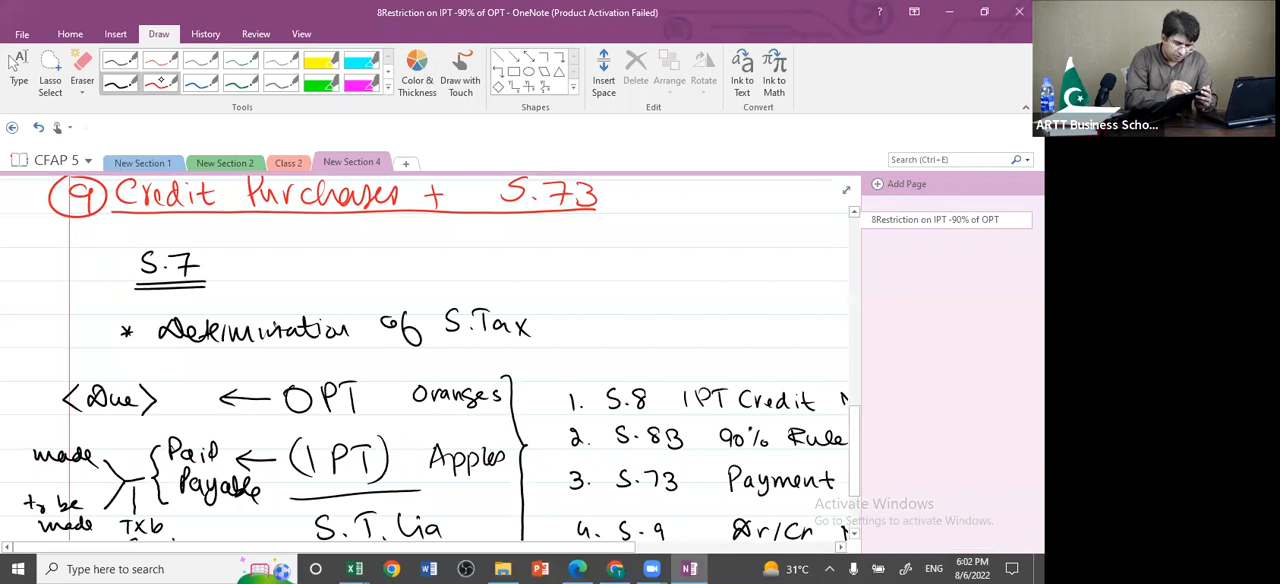 8Restriction on IPT -90% of OPT - OneNote (Product Activation Failed)
File Home Insert Draw History Review View
Type
Lasso Select
Eraser
Color & Thickness
Draw with Touch
Insert Space
Delete
Arrange
Rotate
Ink to Text
Ink to Math
Tools
Shapes
Edit
Convert
ARTT Business Scho...
CFAP 5
New Section 1
New Section 2
Class 2
New Section 4
Search (Ctrl+E)
Add Page
8Restriction on IPT -90% of OPT
9 Credit Purchases + S.73
S.7
* Determination of S.Tax
<Due> ← OPT Oranges
made Paid ← (IPT) Apples
to be made Payable
TXb
S.T. Lia
1. S.8 IPT Credit
2. S.8B 90% Rule
3. S.73 Payment
4. S.9 Dr/Cr N
Activate Windows
Go to Settings to activate Windows.
Type here to search
31°C
ENG
6:02 PM
8/6/2022